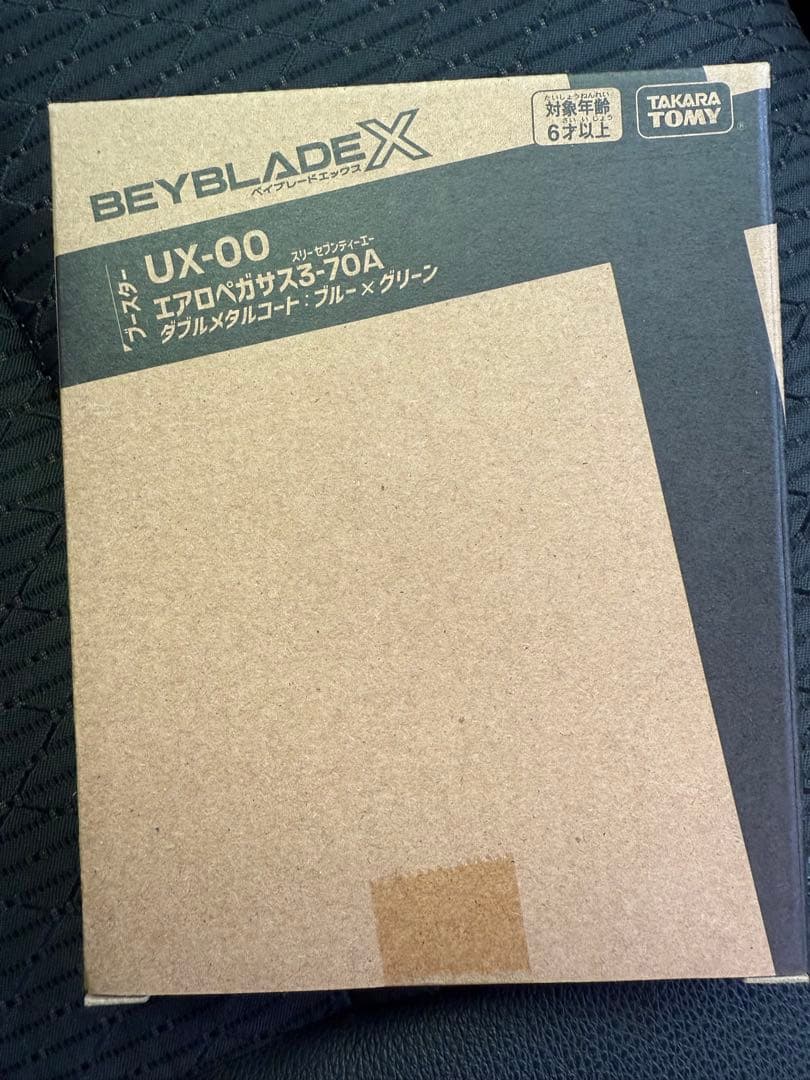 BEYBLADE X
ベイブレードエックス
たいしょうねんれい
対象年齢
さいいじょう
6才以上
TAKARA
TOMY
®
ブースター
UX-00
スリーセブンティーエー
エアロペガサス3-70A
ダブルメタルコート:ブルー×グリーン